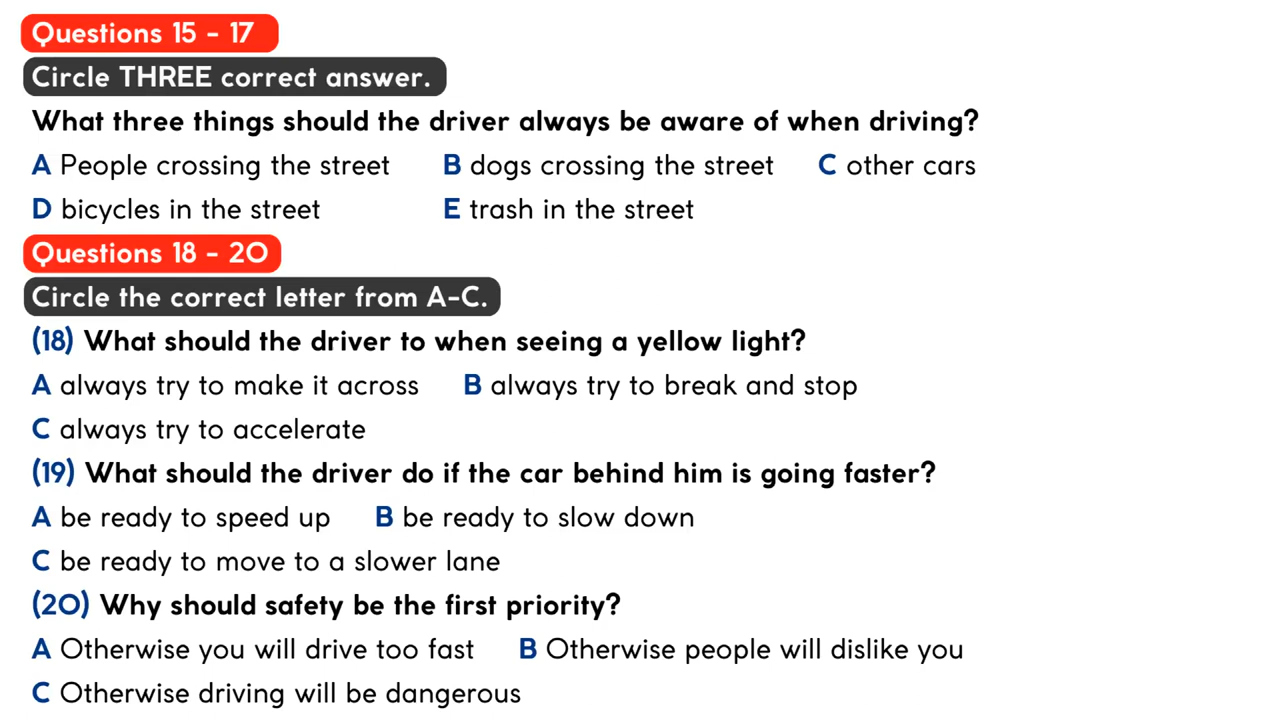 Questions 15 - 17
Circle THREE correct answer.
What three things should the driver always be aware of when driving?
A People crossing the street B dogs crossing the street C other cars
D bicycles in the street E trash in the street
Questions 18 - 20
Circle the correct letter from A-C.
(18) What should the driver to when seeing a yellow light?
A always try to make it across B always try to break and stop
C always try to accelerate
(19) What should the driver do if the car behind him is going faster?
A be ready to speed up B be ready to slow down
C be ready to move to a slower lane
(20) Why should safety be the first priority?
A Otherwise you will drive too fast B Otherwise people will dislike you
C Otherwise driving will be dangerous